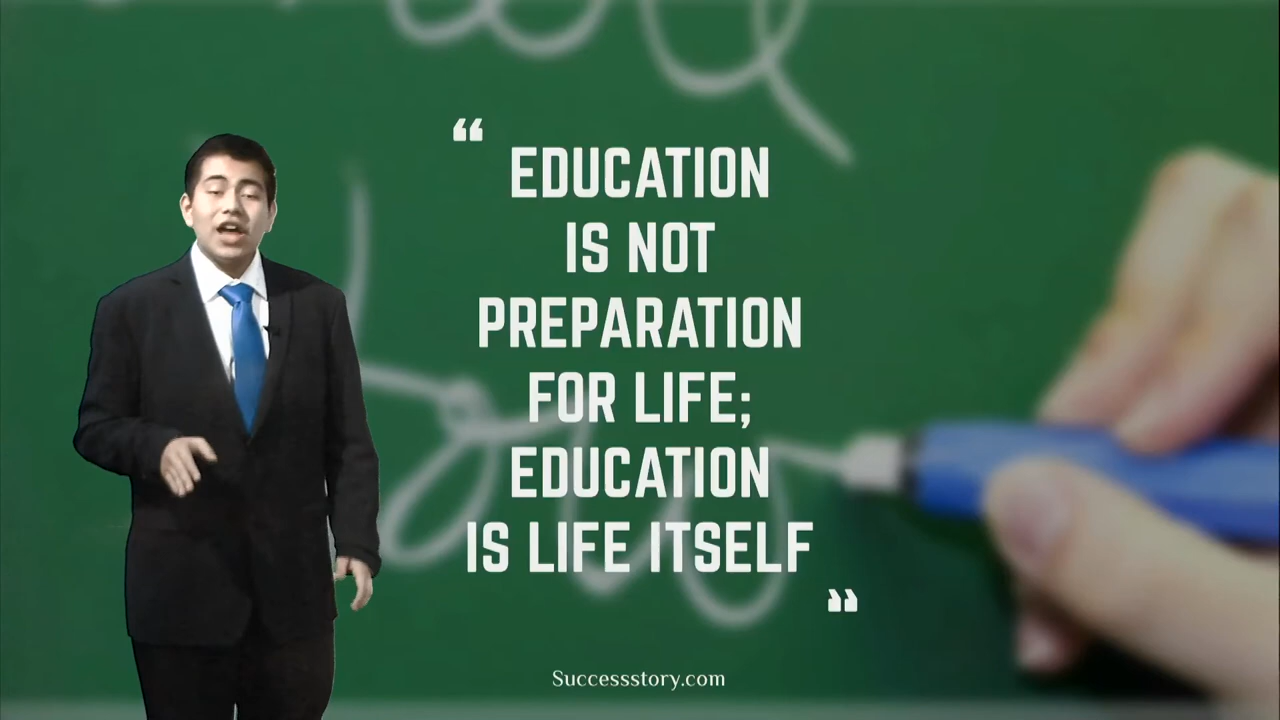 “ EDUCATION
IS NOT
PREPARATION
FOR LIFE;
EDUCATION
IS LIFE ITSELF
”
Successstory.com